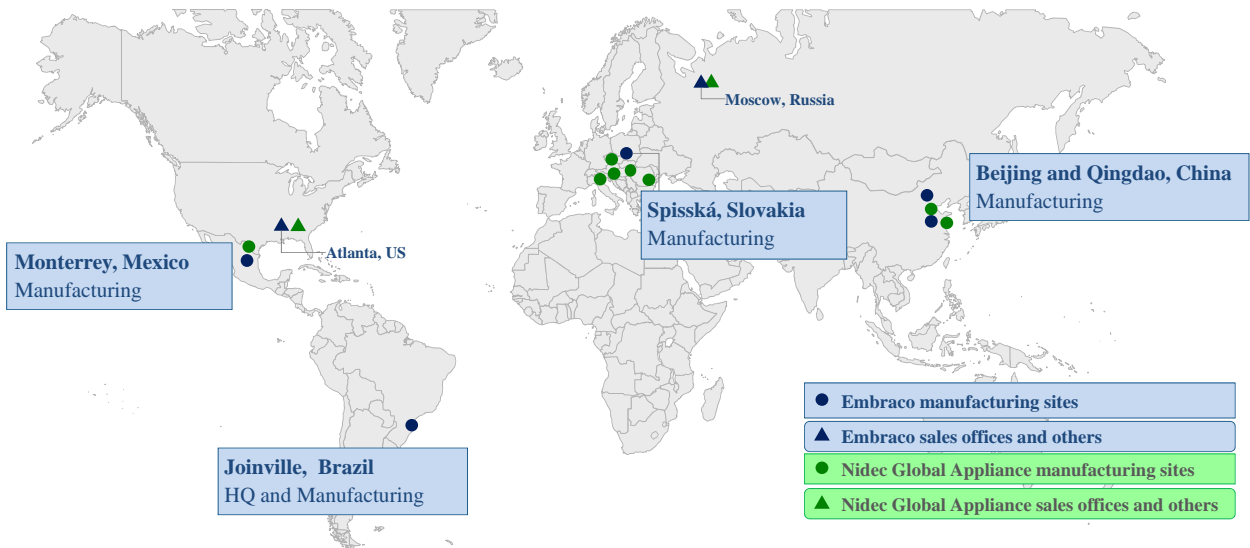 Moscow, Russia
Beijing and Qingdao, China
Manufacturing
Spisská, Slovakia
Manufacturing
Atlanta, US
Monterrey, Mexico
Manufacturing
Joinville, Brazil
HQ and Manufacturing
Embraco manufacturing sites
Embraco sales offices and others
Nidec Global Appliance manufacturing sites
Nidec Global Appliance sales offices and others